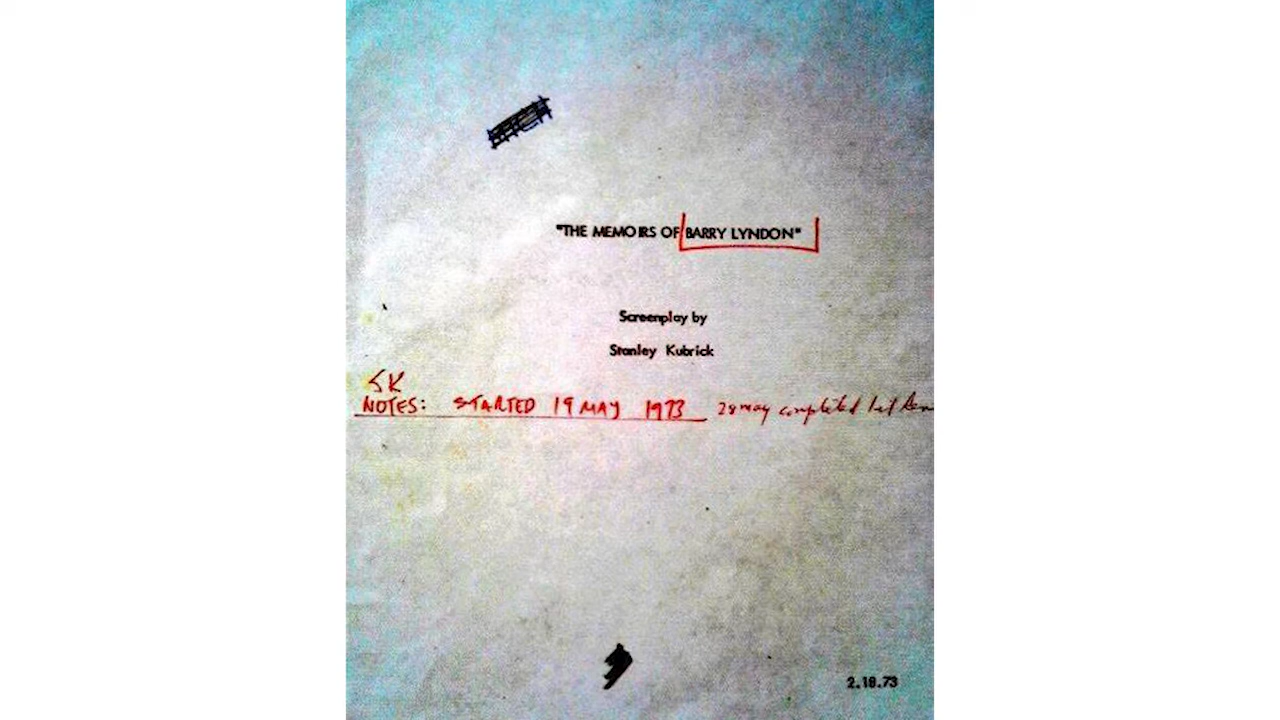 "THE MEMOIRS OF BARRY LYNDON"
Screenplay by
Stanley Kubrick
SK
NOTES: STARTED 19 MAY 1973 28 may completed
2.18.73